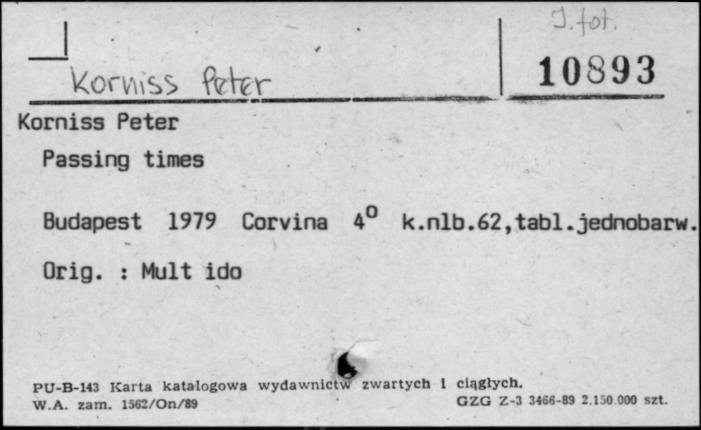 J. fot.
Korniss Peter
10893
Korniss Peter
Passing times
Budapest 1979 Corvina 4º k.nlb.62,tabl.jednobarw.
Orig. : Mult ido
PU-B-143 Karta katalogowa wydawnictw zwartych i ciągłych.
W.A. zam. 1562/On/89 GZG Z-3 3466-89 2.150.000 szt.